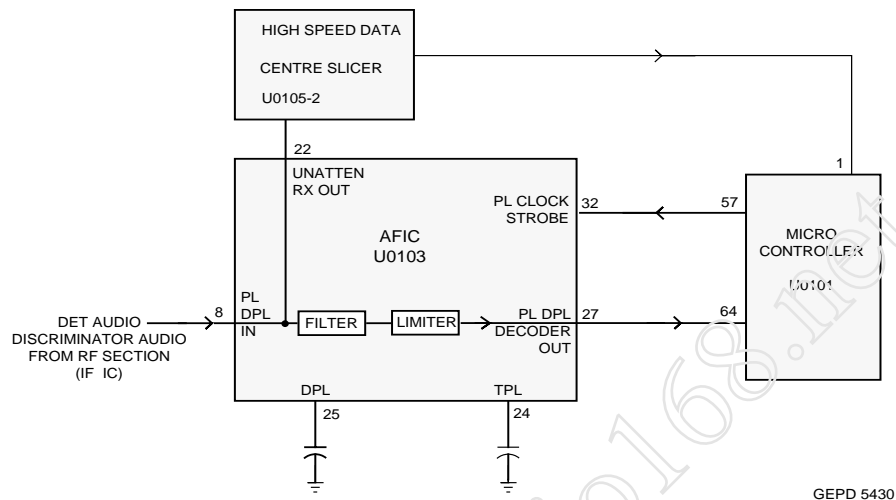 HIGH SPEED DATA
CENTRE SLICER
U0105-2
22
UNATTEN
RX OUT
1
PL CLOCK
STROBE
32
57
AFIC
U0103
MICRO
CONTROLLER
U0101
8
PL
DPL
IN
FILTER
LIMITER
PL DPL
DECODER
OUT
27
64
DET AUDIO
DISCRIMINATOR AUDIO
FROM RF SECTION
(IF IC)
DPL
25
TPL
24
GEPD 5430